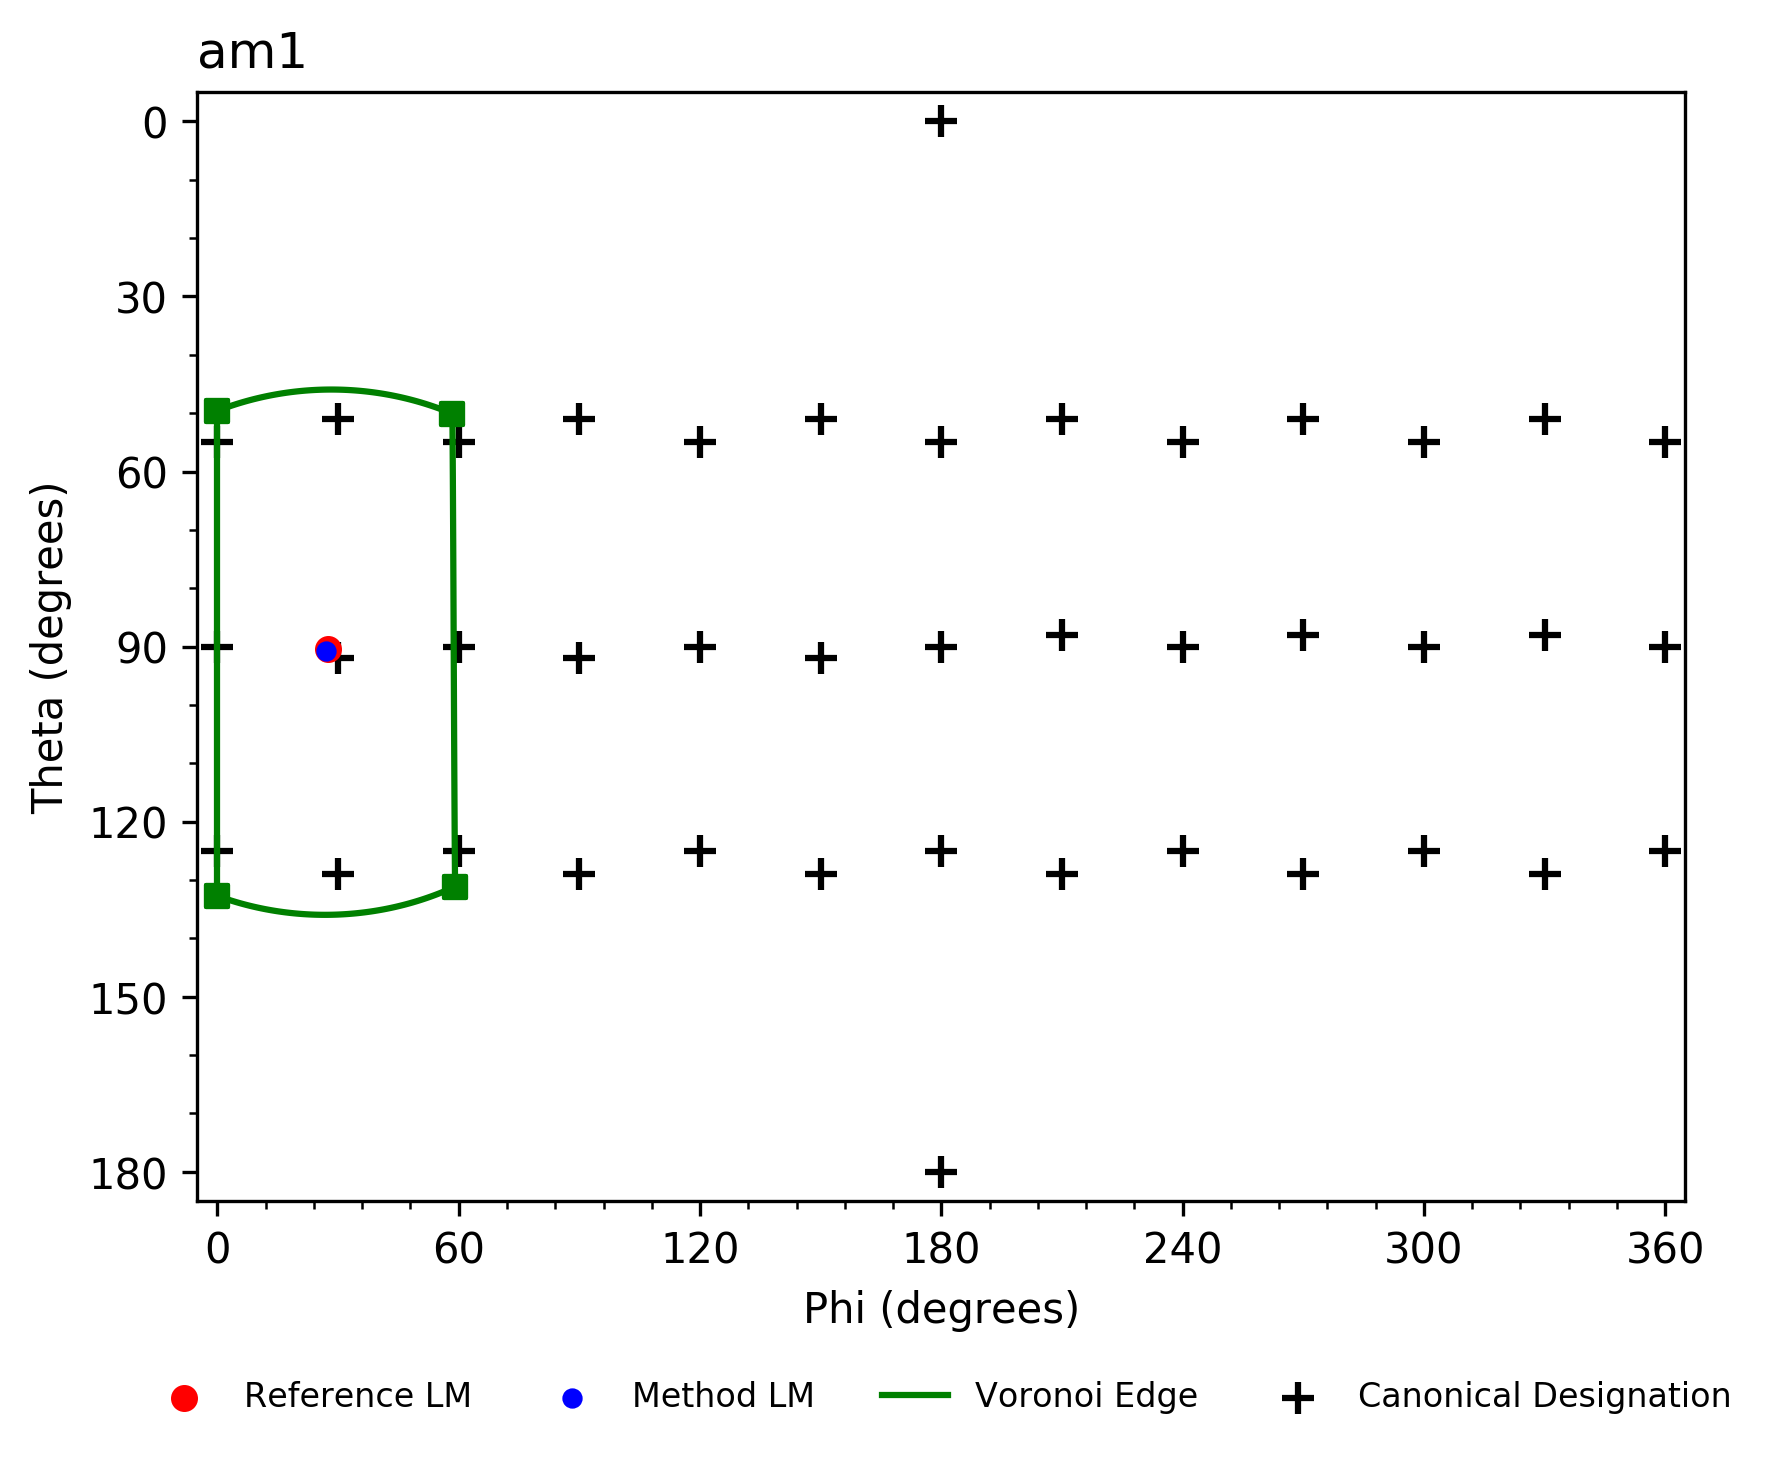 am1
0
30
60
90
120
150
180
Theta (degrees)
0 60 120 180 240 300 360
Phi (degrees)
Reference LM Method LM Voronoi Edge Canonical Designation